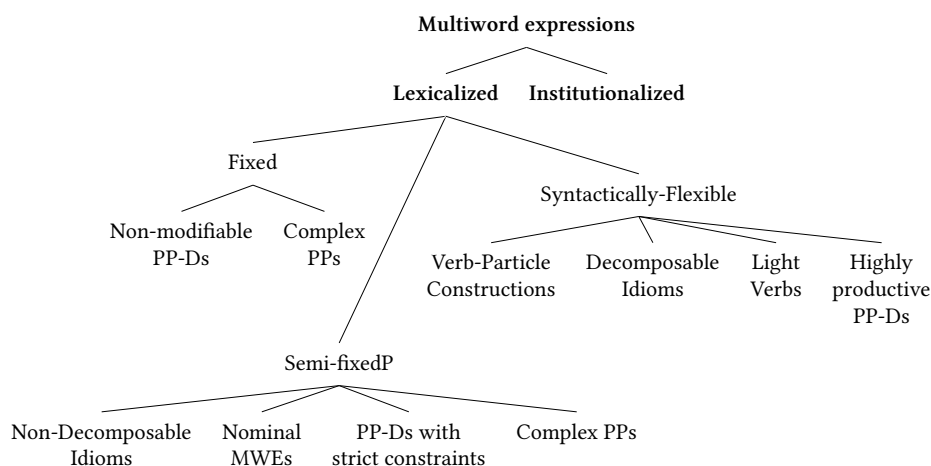 Multiword expressions
Lexicalized Institutionalized
Fixed
Syntactically-Flexible
Non-modifiable
PP-Ds
Complex
PPs
Verb-Particle
Constructions
Decomposable
Idioms
Light
Verbs
Highly
productive
PP-Ds
Semi-fixedP
Non-Decomposable
Idioms
Nominal
MWEs
PP-Ds with
strict constraints
Complex PPs